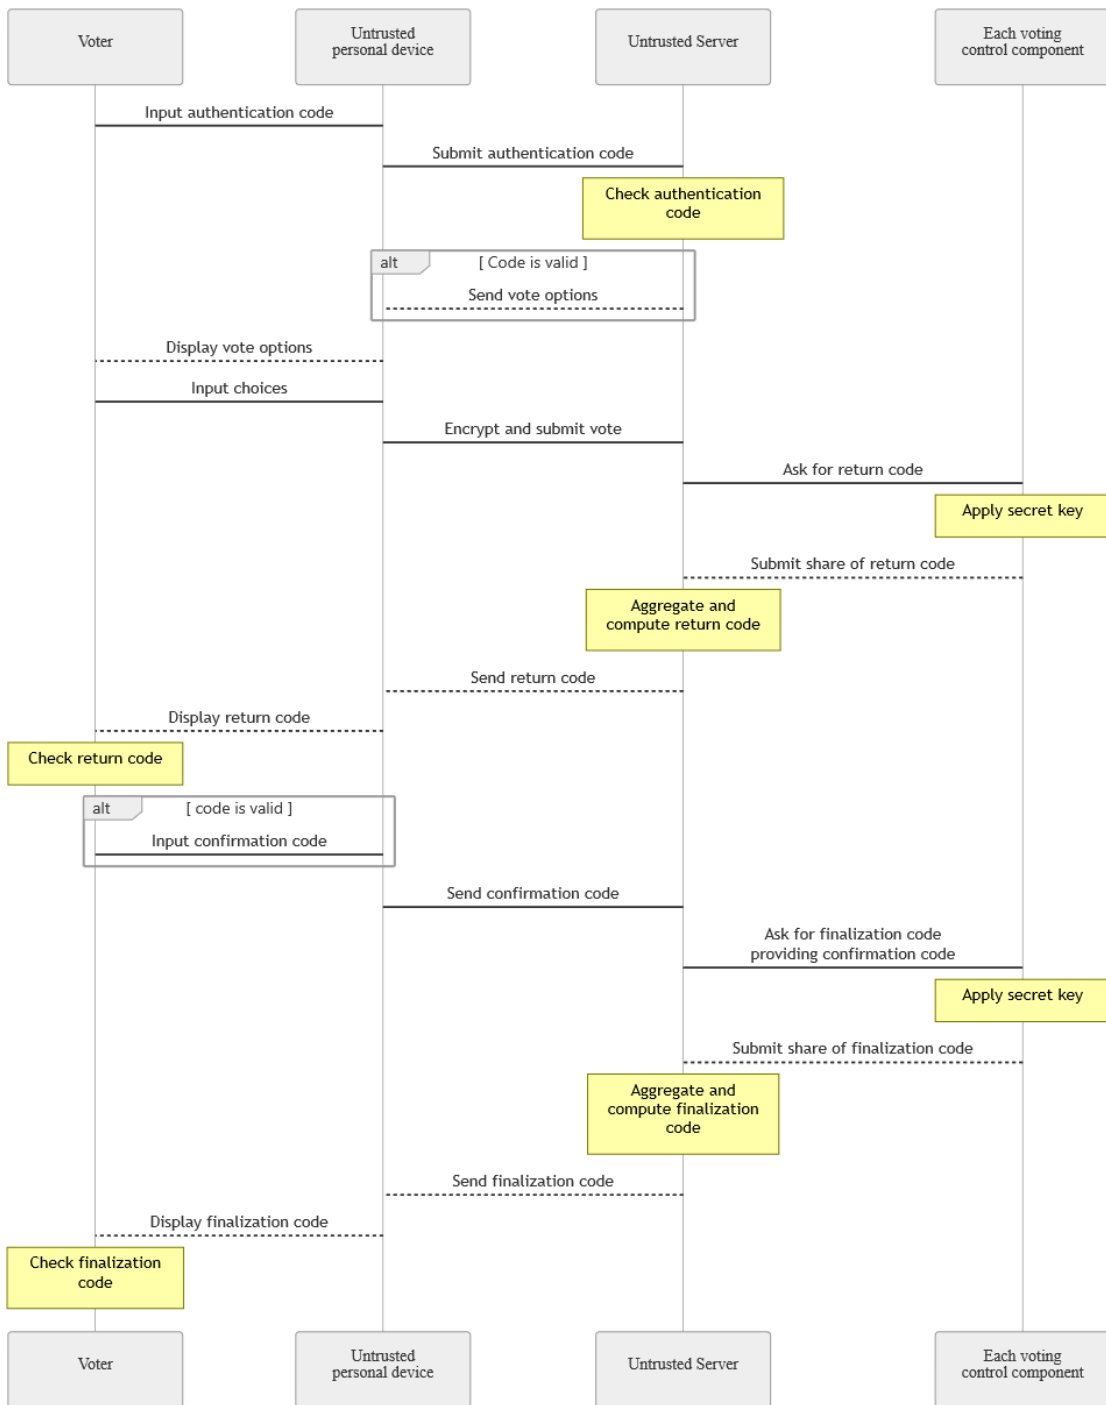 Voter
Untrusted
personal device
Untrusted Server
Each voting
control component
Input authentication code
Submit authentication code
Check authentication
code
alt
[ Code is valid ]
Send vote options
Display vote options
Input choices
Encrypt and submit vote
Ask for return code
Apply secret key
Submit share of return code
Aggregate and
compute return code
Send return code
Display return code
Check return code
alt
[ code is valid ]
Input confirmation code
Send confirmation code
Ask for finalization code
providing confirmation code
Apply secret key
Submit share of finalization code
Aggregate and
compute finalization
code
Send finalization code
Display finalization code
Check finalization
code
Voter
Untrusted
personal device
Untrusted Server
Each voting
control component